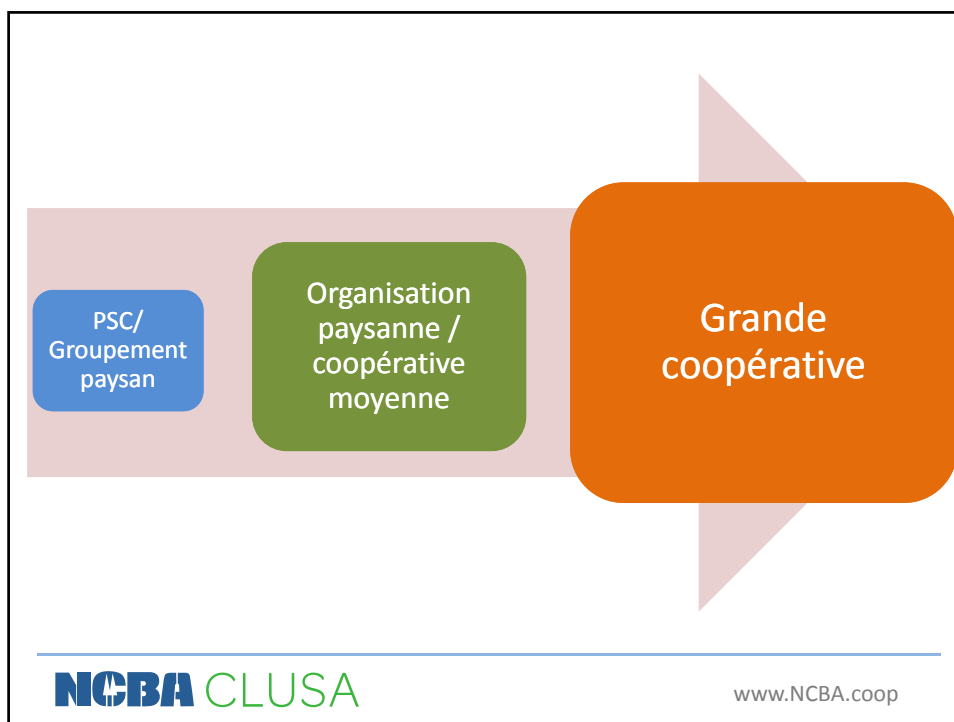 PSC/
Groupement
paysan
Organisation
paysanne /
coopérative
moyenne
Grande
coopérative
NCBA CLUSA
www.NCBA.coop